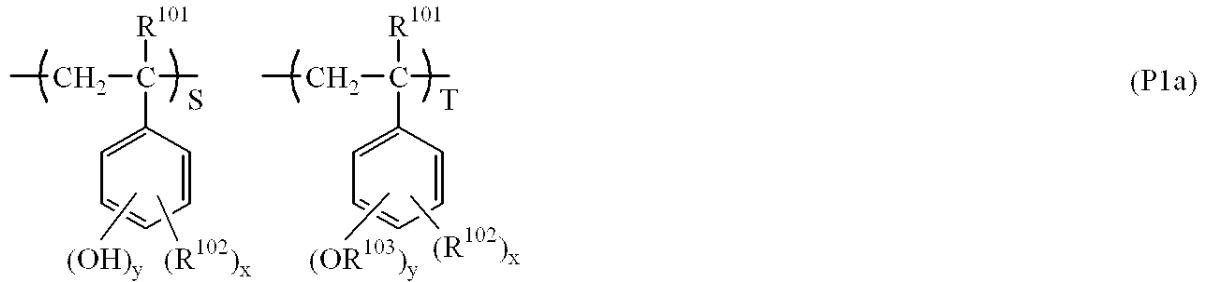 R¹⁰¹ R¹⁰¹
CH₂ C S CH₂ C T (P1a)
(OH)y (R¹⁰²)x (OR¹⁰³)y (R¹⁰²)x